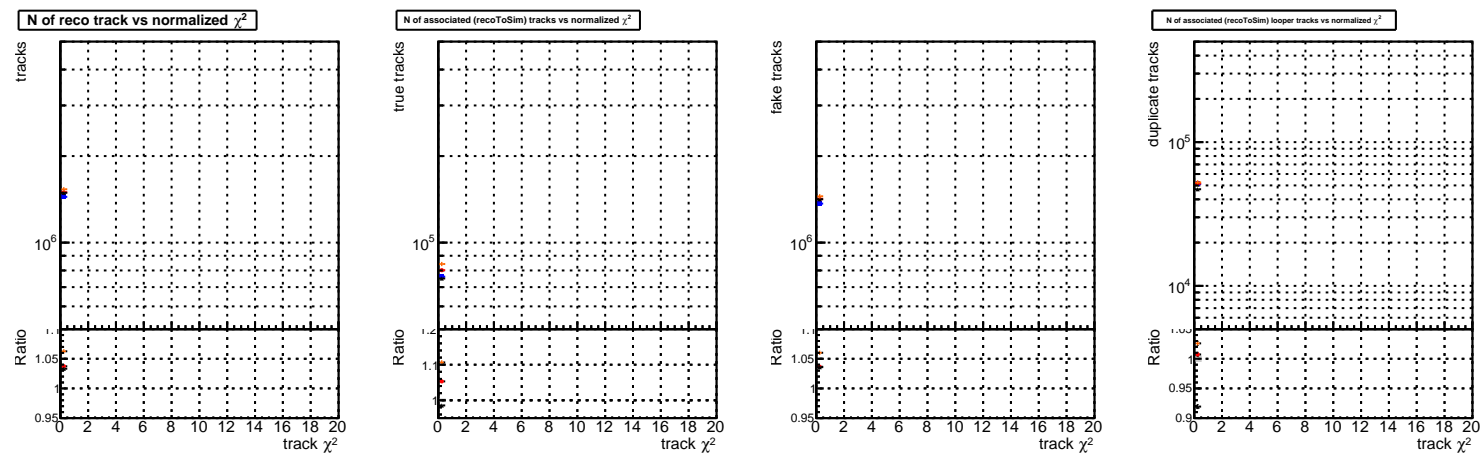 N of reco track vs normalized χ²
tracks
10⁶
1.1
1.05
1
0.95
Ratio
0 2 4 6 8 10 12 14 16 18 20
track χ²
N of associated (recoToSim) tracks vs normalized χ²
true tracks
10⁵
1.2
1.1
1
Ratio
0 2 4 6 8 10 12 14 16 18 20
track χ²
fake tracks
10⁶
1.1
1.05
1
0.95
Ratio
0 2 4 6 8 10 12 14 16 18 20
track χ²
N of associated (recoToSim) looper tracks vs normalized χ²
duplicate tracks
10⁵
10⁴
1.05
1
0.95
0.9
Ratio
0 2 4 6 8 10 12 14 16 18 20
track χ²